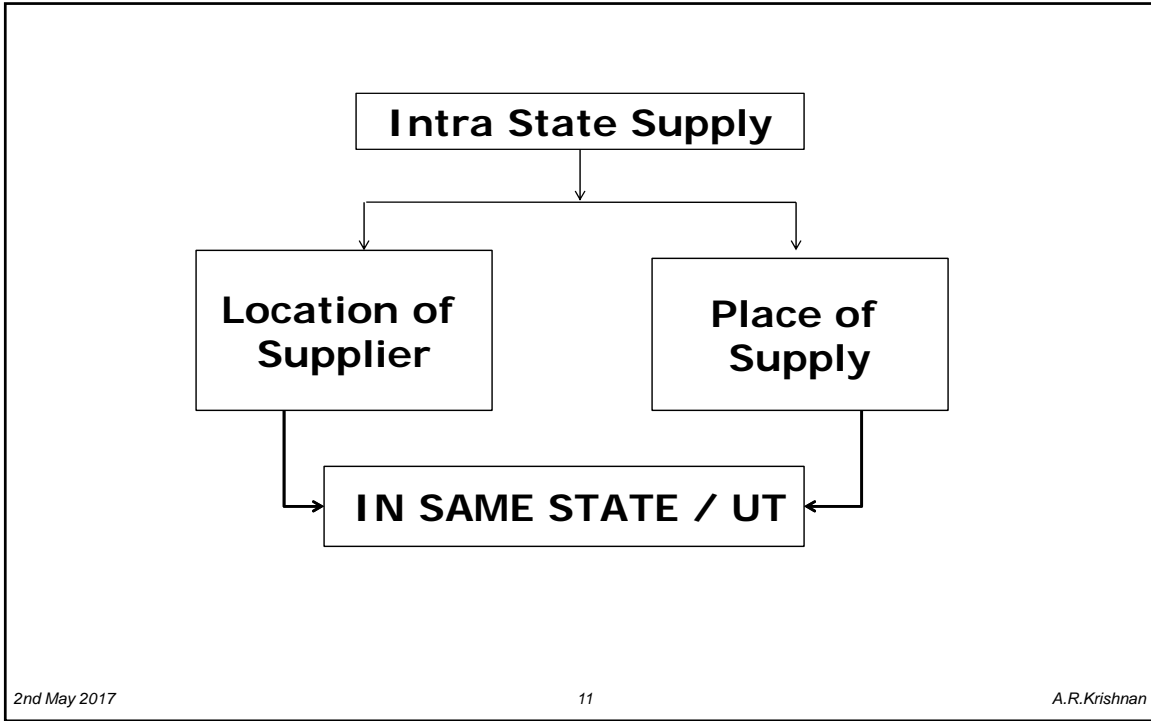 Intra State Supply
Location of
Supplier
Place of
Supply
IN SAME STATE / UT
2nd May 2017
11
A.R.Krishnan